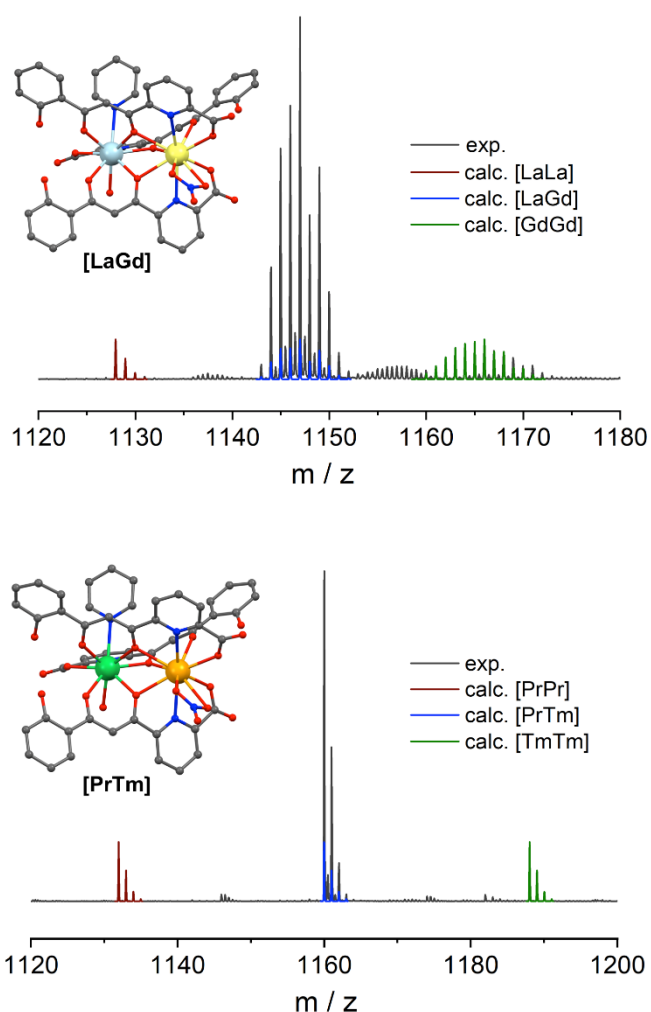 exp.
calc. [LaLa]
calc. [LaGd]
calc. [GdGd]
[LaGd]
1120 1130 1140 1150 1160 1170 1180
m / z
exp.
calc. [PrPr]
calc. [PrTm]
calc. [TmTm]
[PrTm]
1120 1140 1160 1180 1200
m / z